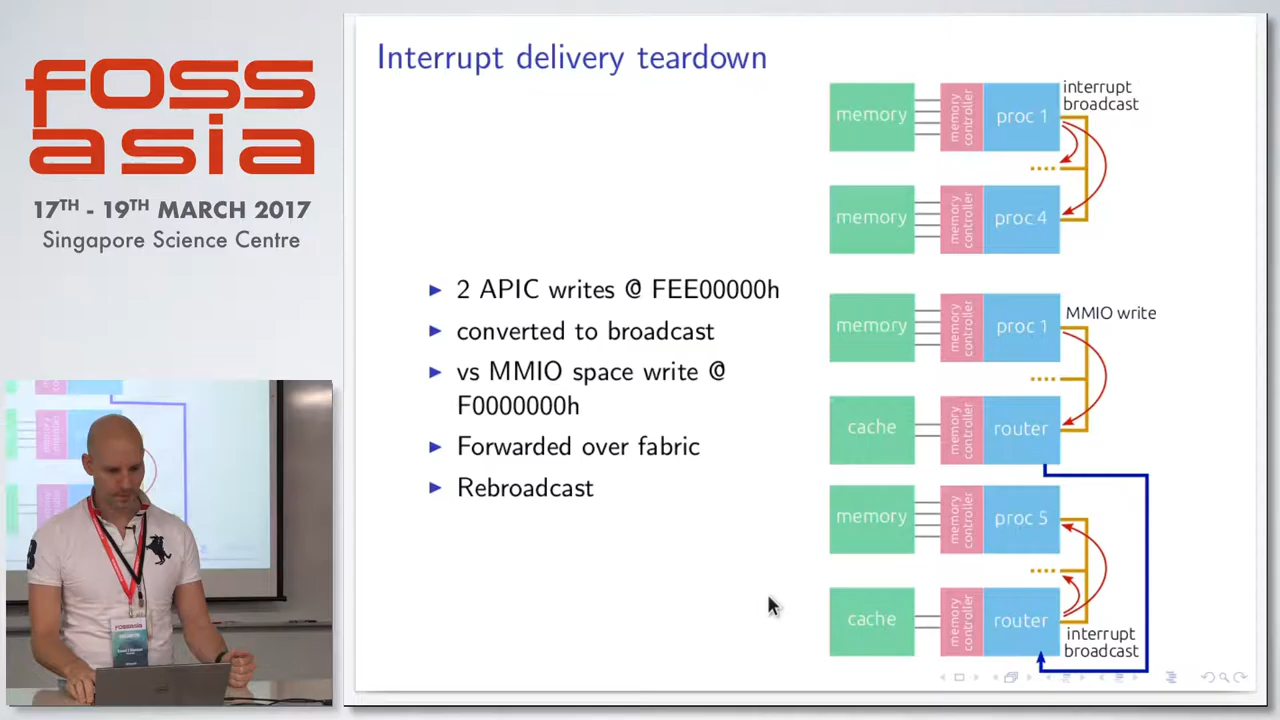 foss
asia
17TH - 19TH MARCH 2017
Singapore Science Centre
Interrupt delivery teardown
2 APIC writes @ FEE00000h
converted to broadcast
vs MMIO space write @
F0000000h
Forwarded over fabric
Rebroadcast
memory
memory
controller
proc 1
interrupt
broadcast
memory
memory
controller
proc 4
memory
memory
controller
proc 1
MMIO write
cache
memory
controller
router
memory
memory
controller
proc 5
cache
memory
controller
router
interrupt
broadcast